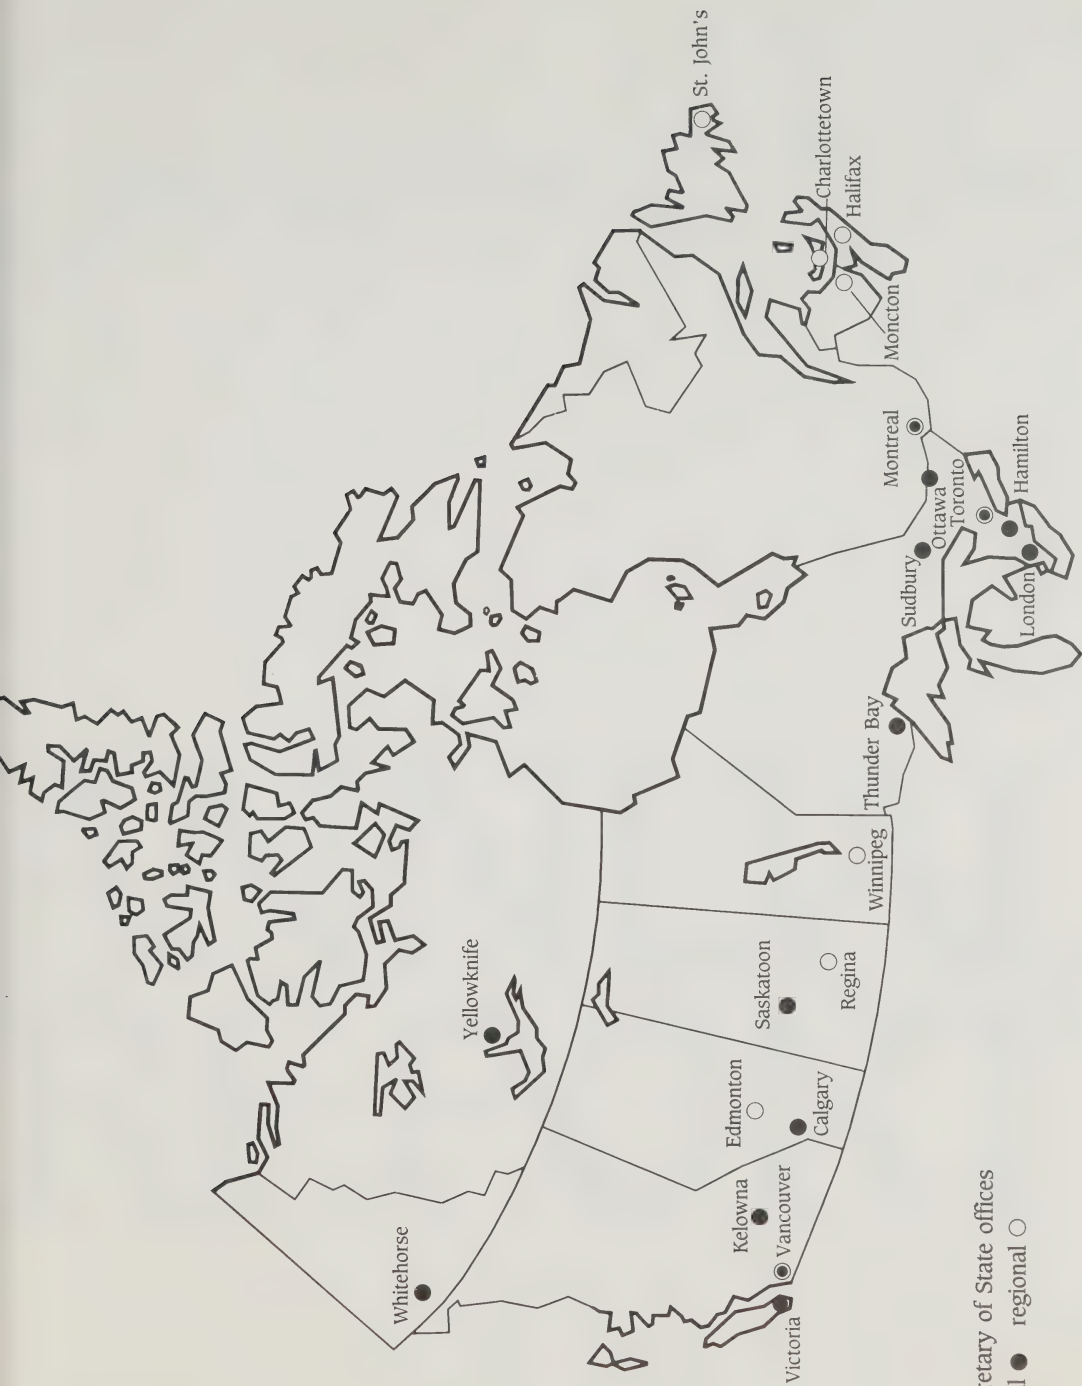 Whitehorse
Yellowknife
Victoria
Vancouver
Kelowna
Edmonton
Calgary
Saskatoon
Regina
Winnipeg
Thunder Bay
Sudbury
London
Hamilton
Toronto
Ottawa
Montreal
Moncton
Halifax
Charlottetown
St. John's
of State offices
regional